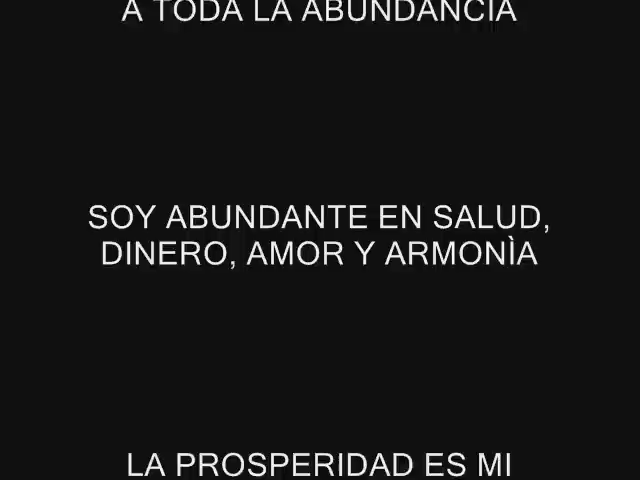 A TODA LA ABUNDANCIA
SOY ABUNDANTE EN SALUD,
DINERO, AMOR Y ARMONÌA
LA PROSPERIDAD ES MI